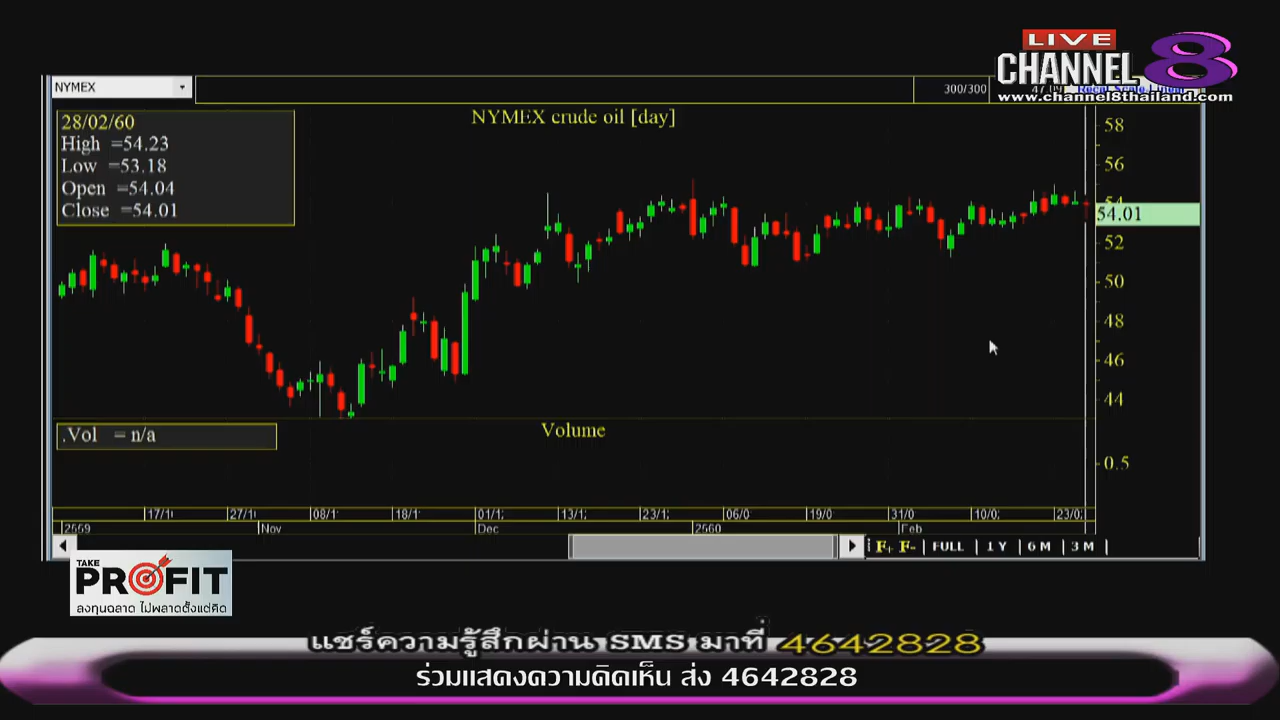 LIVE
CHANNEL 8
www.channel8thailand.com
NYMEX
300/300
28/02/60
High =54.23
Low =53.18
Open =54.04
Close =54.01
NYMEX crude oil [day]
58
56
54
54.01
52
50
48
46
44
.Vol = n/a
Volume
0.5
17/1 27/1 08/1 18/1 01/1 13/1 23/1 06/0 19/0 31/0 10/0 23/0
2559 Nov Dec 2560 Feb
F+ F- FULL 1 Y 6 M 3 M
TAKE
PROFIT
ลงทุนฉลาด ไม่พลาดตั้งแต่คิด
แชร์ความรู้สึกผ่าน SMS มาที่ 4642828
ร่วมแสดงความคิดเห็น ส่ง 4642828